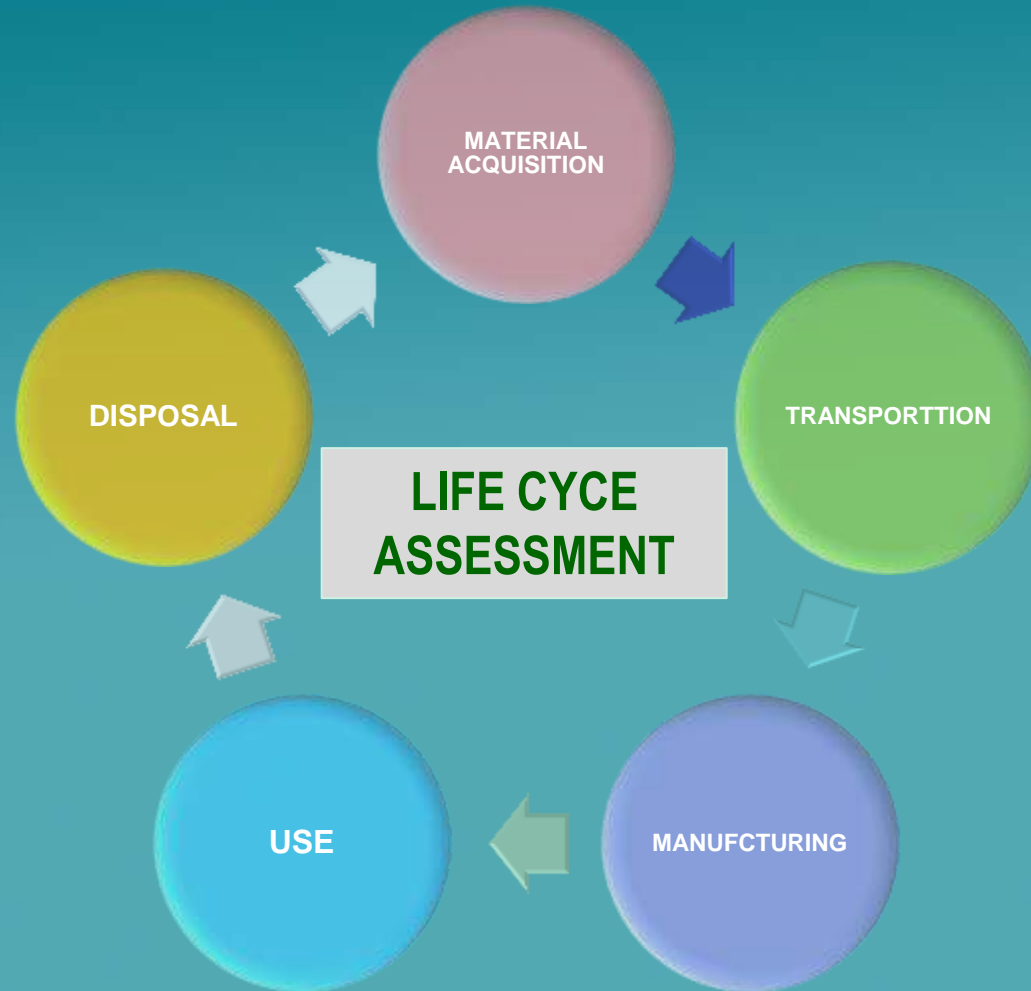 MATERIAL
ACQUISITION
TRANSPORTTION
DISPOSAL
LIFE CYCE
ASSESSMENT
USE
MANUFCTURING